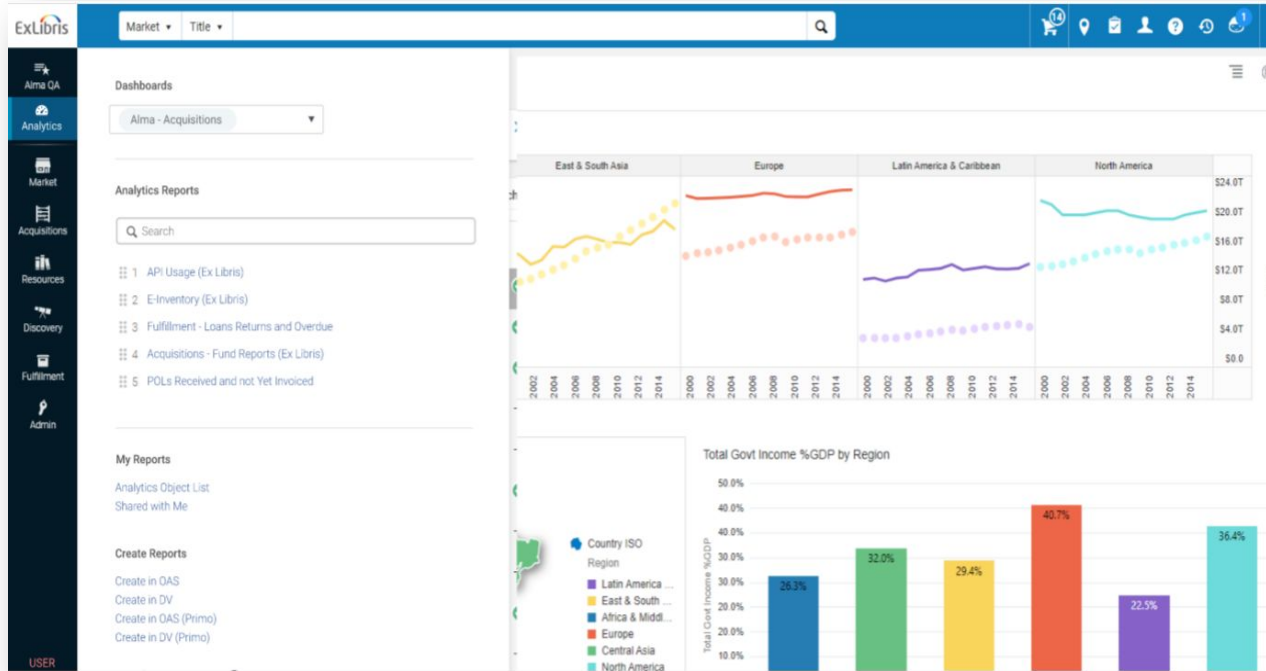 ExLibris
Market ▾ Title ▾
14
1
Alma QA
Analytics
Market
Acquisitions
Resources
Discovery
Fulfillment
Admin
USER
Dashboards
Alma - Acquisitions
Analytics Reports
Search
1 API Usage (Ex Libris)
2 E-Inventory (Ex Libris)
3 Fulfillment - Loans Returns and Overdue
4 Acquisitions - Fund Reports (Ex Libris)
5 POLs Received and not Yet Invoiced
My Reports
Analytics Object List
Shared with Me
Create Reports
Create in OAS
Create in DV
Create in OAS (Primo)
Create in DV (Primo)
East & South Asia Europe Latin America & Caribbean North America
$24.0T
$20.0T
$16.0T
$12.0T
$8.0T
$4.0T
$0.0
2002 2004 2006 2008 2010 2012 2014 2000 2002 2004 2006 2008 2010 2012 2014 2000 2002 2004 2006 2008 2010 2012 2014 2000 2002 2004 2006 2008 2010 2012 2014
Country ISO
Region
Latin America ...
East & South ...
Africa & Middl...
Europe
Central Asia
North America
Total Govt Income %GDP by Region
Total Govt Income %GDP
50.0%
40.0%
40.0%
30.0%
30.0%
20.0%
20.0%
10.0%
26.3%
32.0%
29.4%
40.7%
22.5%
36.4%